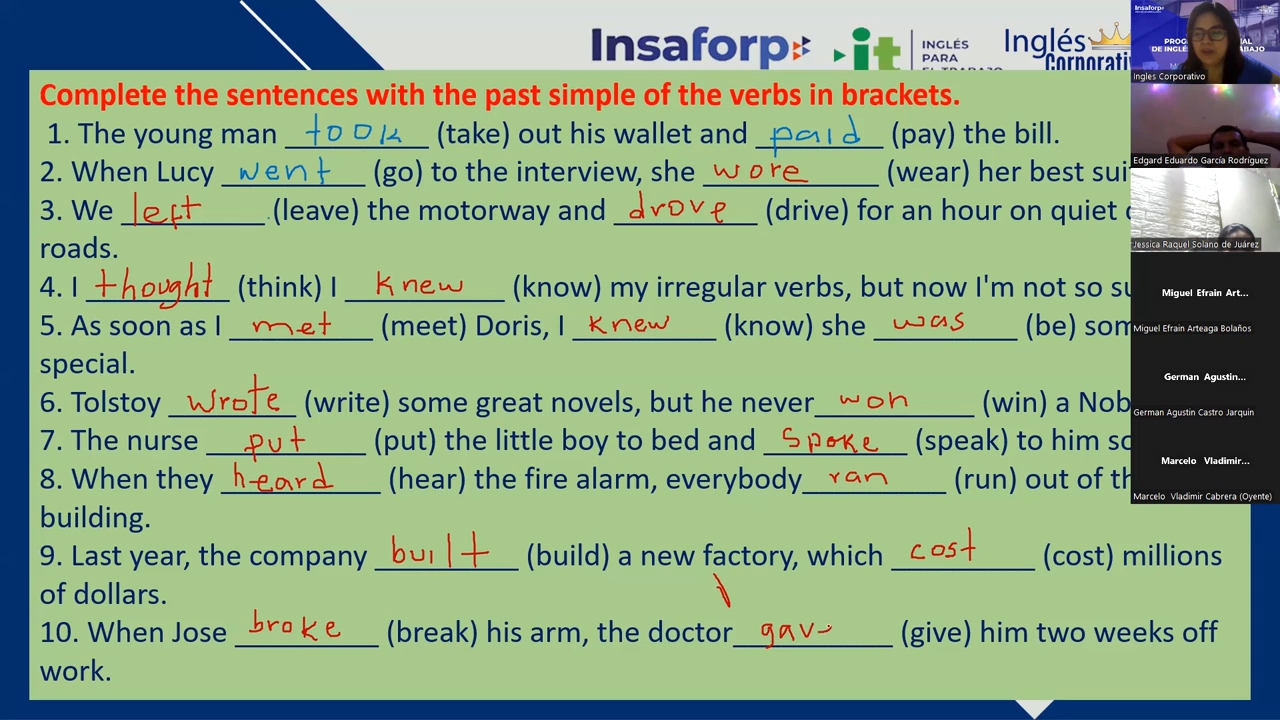 Insaforp
it
INGLÉS
PARA
Inglés
Corporativo
Complete the sentences with the past simple of the verbs in brackets.
1. The young man took (take) out his wallet and paid (pay) the bill.
2. When Lucy went (go) to the interview, she wore (wear) her best
3. We left (leave) the motorway and drove (drive) for an hour on quiet
roads.
4. I thought (think) I knew (know) my irregular verbs, but now I'm not so
5. As soon as I met (meet) Doris, I knew (know) she was (be)
special.
6. Tolstoy wrote (write) some great novels, but he never won (win) a
7. The nurse put (put) the little boy to bed and spoke (speak) to him
8. When they heard (hear) the fire alarm, everybody ran (run) out of
building.
9. Last year, the company built (build) a new factory, which cost (cost) millions
of dollars.
10. When Jose broke (break) his arm, the doctor gav (give) him two weeks off
work.
Insaforp
Ingles Corporativo
Edgard Eduardo García Rodríguez
Jessica Raquel Solano de Juárez
Miguel Efrain Art...
Miguel Efrain Arteaga Bolaños
German Agustin...
German Agustin Castro Jarquin
Marcelo Vladimir...
Marcelo Vladimir Cabrera (Oyente)